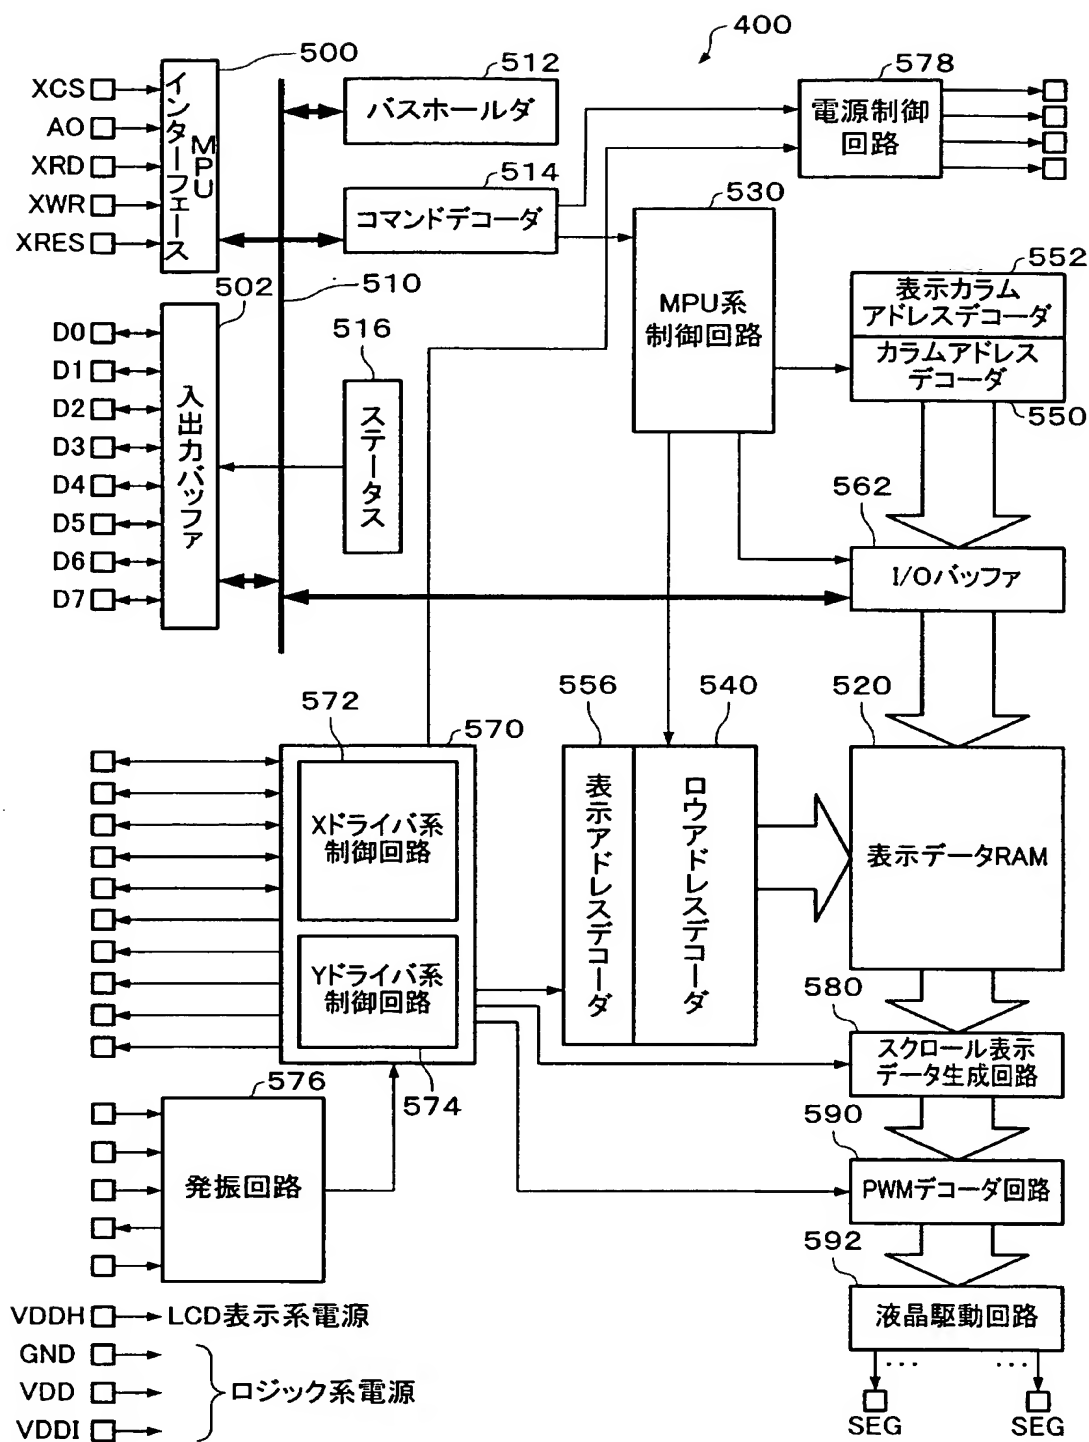 400
500
512
578
XCS
AO
XRD
XWR
XRES
MPU
インターフェース
バスホールダ
電源制御
回路
514
コマンドデコーダ
530
MPU系
制御回路
552
表示カラム
アドレスデコーダ
カラムアドレス
デコーダ
550
502
510
516
D0
D1
D2
D3
D4
D5
D6
D7
入出力バッファ
ステータス
562
I/Oバッファ
572
570
556
540
520
Xドライバ系
制御回路
Yドライバ系
制御回路
574
表示アドレスデコーダ
ロウアドレスデコーダ
表示データRAM
580
スクロール表示
データ生成回路
576
発振回路
590
PWMデコーダ回路
592
液晶駆動回路
VDDH
LCD表示系電源
GND
VDD
VDDI
ロジック系電源
... ...
SEG SEG